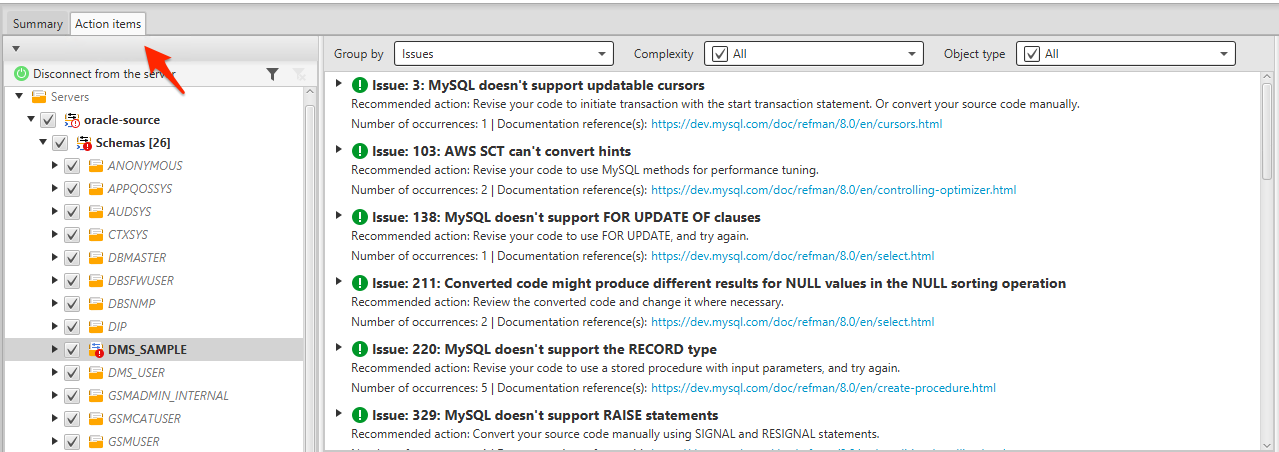 Summary
Action items
Disconnect from the server
Servers
oracle-source
Schemas [26]
ANONYMOUS
APPQOSSYS
AUDSYS
CTXSYS
DBMASTER
DBSFWUSER
DBSNMP
DIP
DMS_SAMPLE
DMS_USER
GSMADMIN_INTERNAL
GSMCATUSER
GSMUSER
Group by Issues Complexity All Object type All
Issue: 3: MySQL doesn't support updatable cursors
Recommended action: Revise your code to initiate transaction with the start transaction statement. Or convert your source code manually.
Number of occurrences: 1 | Documentation reference(s): https://dev.mysql.com/doc/refman/8.0/en/cursors.html
Issue: 103: AWS SCT can't convert hints
Recommended action: Revise your code to use MySQL methods for performance tuning.
Number of occurrences: 2 | Documentation reference(s): https://dev.mysql.com/doc/refman/8.0/en/controlling-optimizer.html
Issue: 138: MySQL doesn't support FOR UPDATE OF clauses
Recommended action: Revise your code to use FOR UPDATE, and try again.
Number of occurrences: 1 | Documentation reference(s): https://dev.mysql.com/doc/refman/8.0/en/select.html
Issue: 211: Converted code might produce different results for NULL values in the NULL sorting operation
Recommended action: Review the converted code and change it where necessary.
Number of occurrences: 2 | Documentation reference(s): https://dev.mysql.com/doc/refman/8.0/en/select.html
Issue: 220: MySQL doesn't support the RECORD type
Recommended action: Revise your code to use a stored procedure with input parameters, and try again.
Number of occurrences: 5 | Documentation reference(s): https://dev.mysql.com/doc/refman/8.0/en/create-procedure.html
Issue: 329: MySQL doesn't support RAISE statements
Recommended action: Convert your source code manually using SIGNAL and RESIGNAL statements.